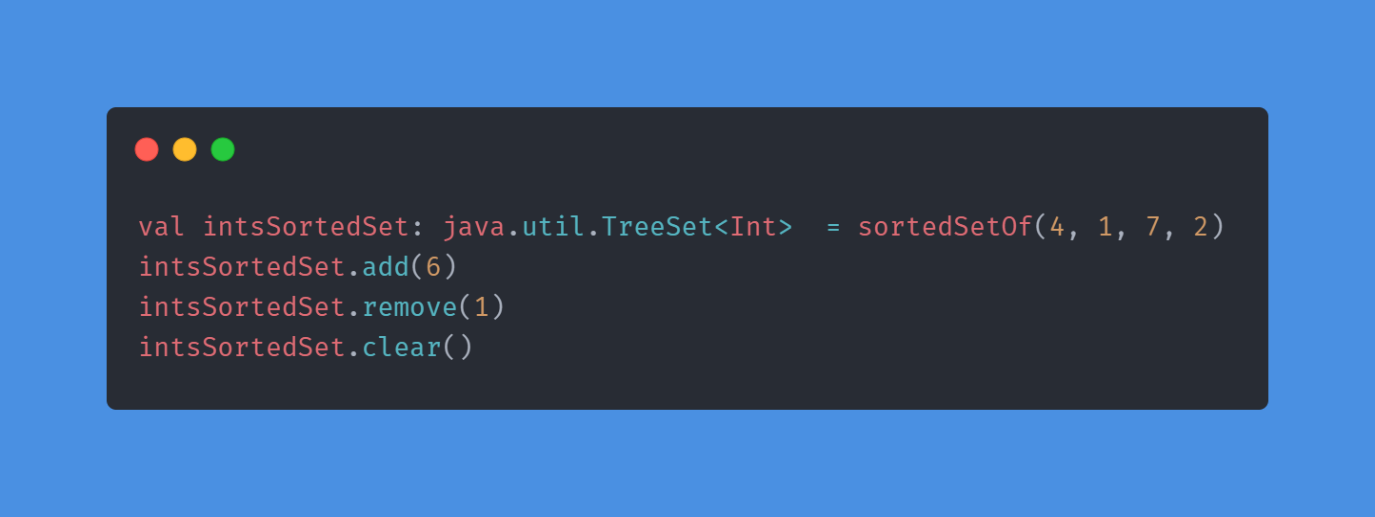 val intsSortedSet: java.util.TreeSet<Int>  = sortedSetOf(4, 1, 7, 2)
intsSortedSet.add(6)
intsSortedSet.remove(1)
intsSortedSet.clear()